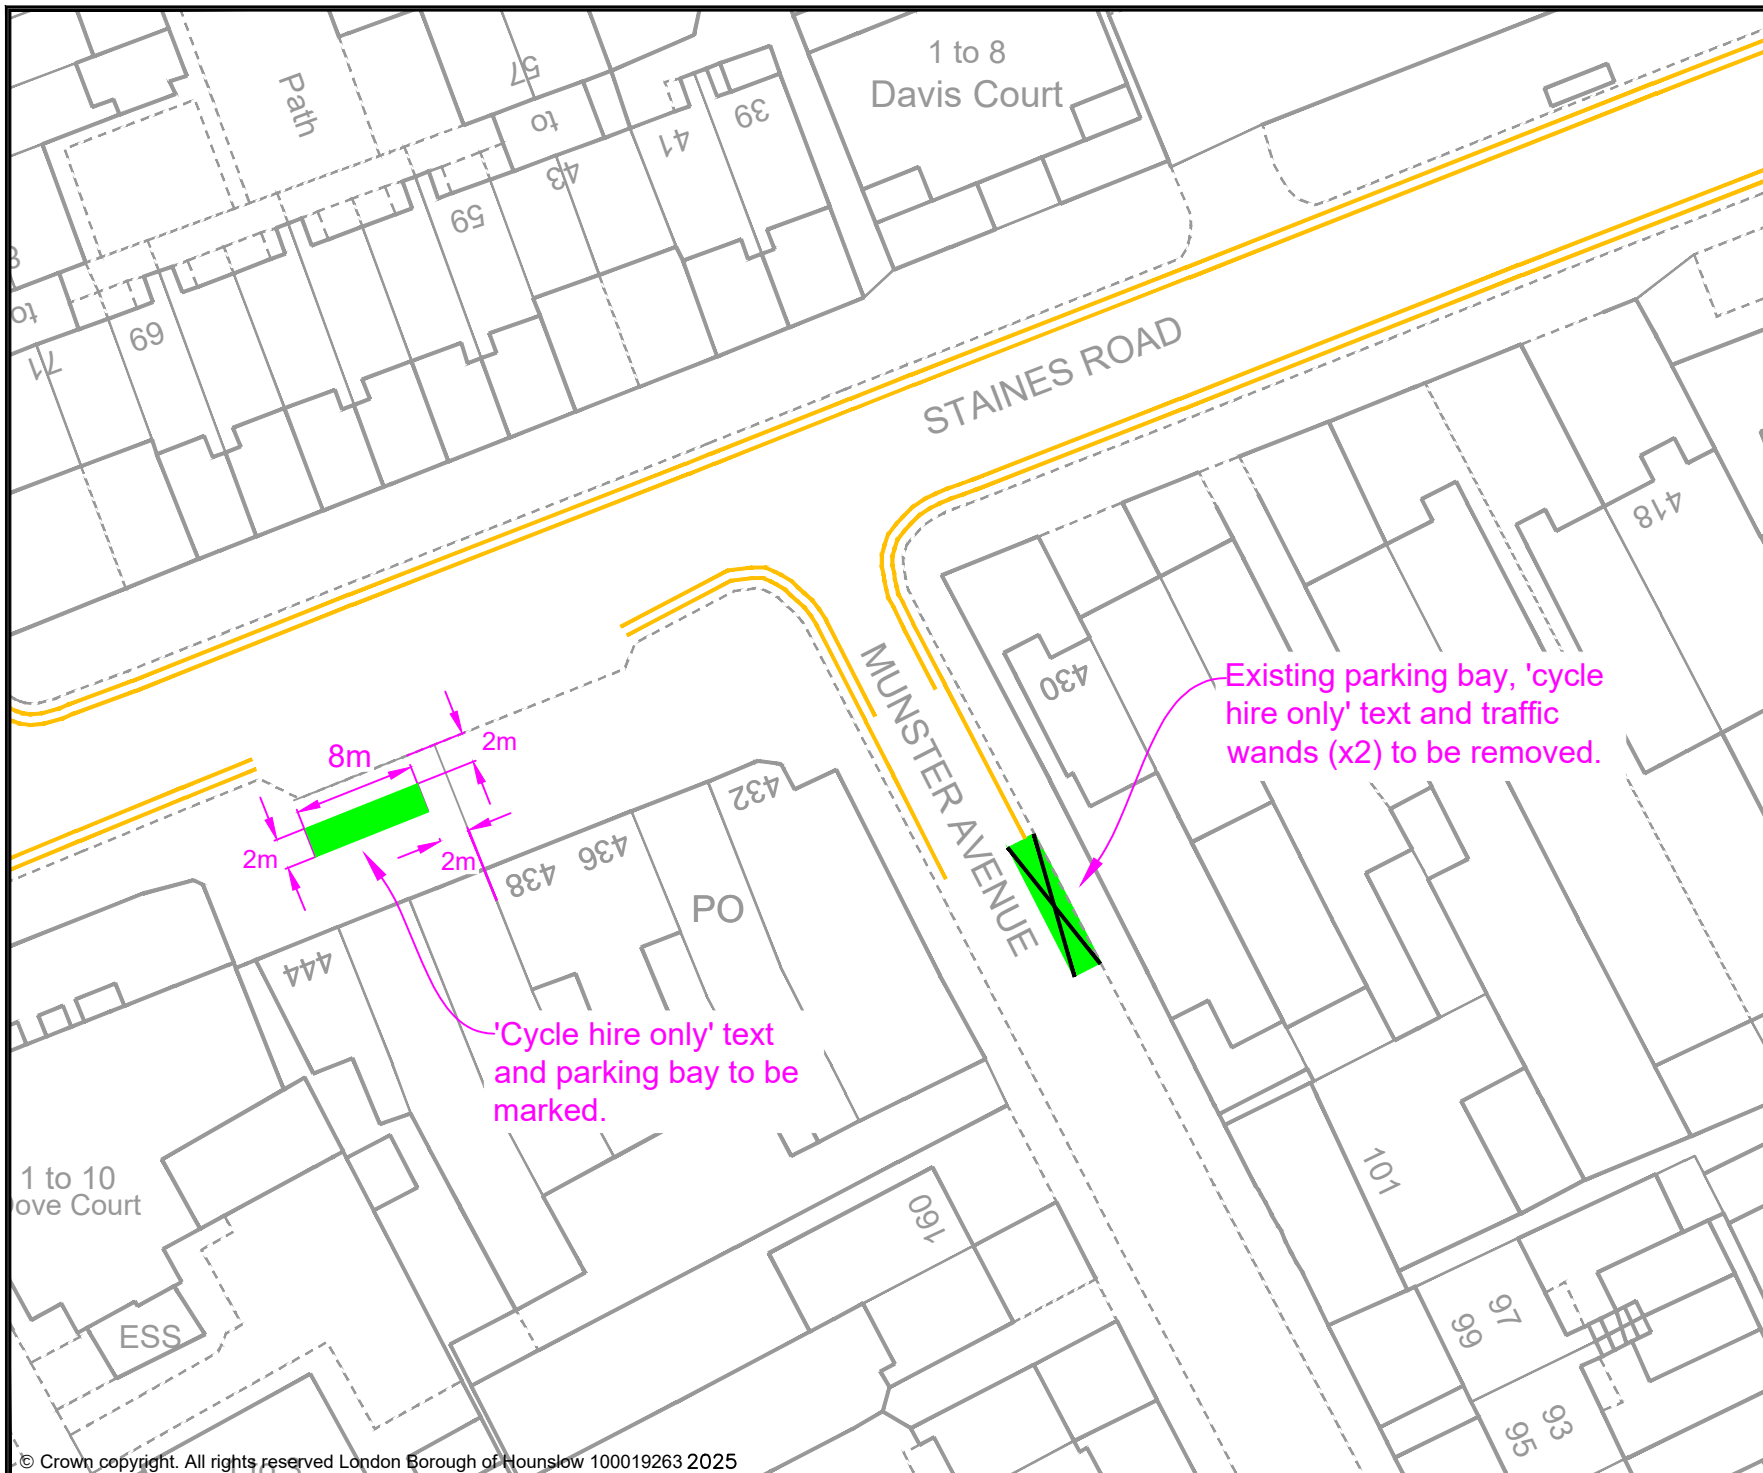 1 to 8
Davis Court
Path
57
to
43
41
39
59
69
to
71
STAINES ROAD
418
MUNSTER AVENUE
430
Existing parking bay, 'cycle
hire only' text and traffic
wands (x2) to be removed.
8m
2m
2m
2m
432
436
438
PO
444
'Cycle hire only' text
and parking bay to be
marked.
1 to 10
ove Court
ESS
160
101
97
99
93
95
© Crown copyright. All rights reserved London Borough of Hounslow 100019263 2025